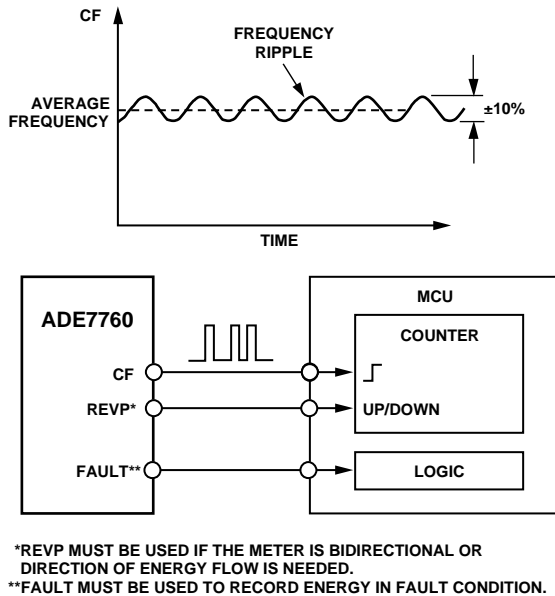 CF
FREQUENCY
RIPPLE
AVERAGE
FREQUENCY
±10%
TIME
ADE7760
MCU
COUNTER
CF
REVP*
UP/DOWN
FAULT**
LOGIC
*REVP MUST BE USED IF THE METER IS BIDIRECTIONAL OR
DIRECTION OF ENERGY FLOW IS NEEDED.
**FAULT MUST BE USED TO RECORD ENERGY IN FAULT CONDITION.